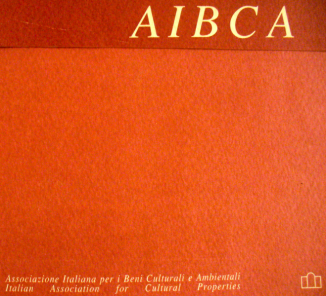 AIBCA
Associazione Italiana per i Beni Culturali e Ambientali
Italian Association for Cultural Properties